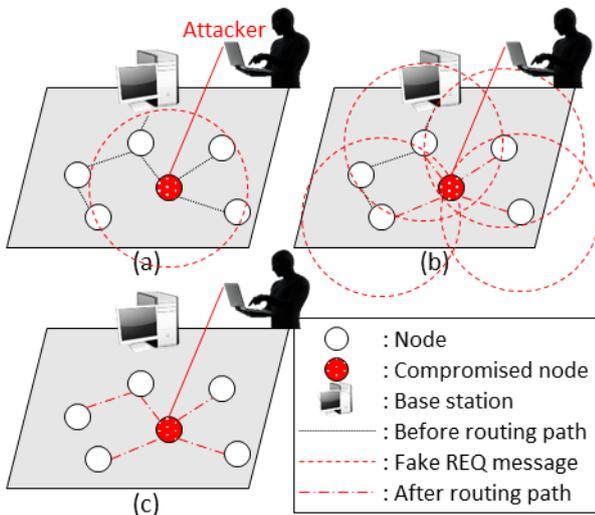 Attacker
(a)
(b)
(c)
: Node
: Compromised node
: Base station
: Before routing path
: Fake REQ message
: After routing path